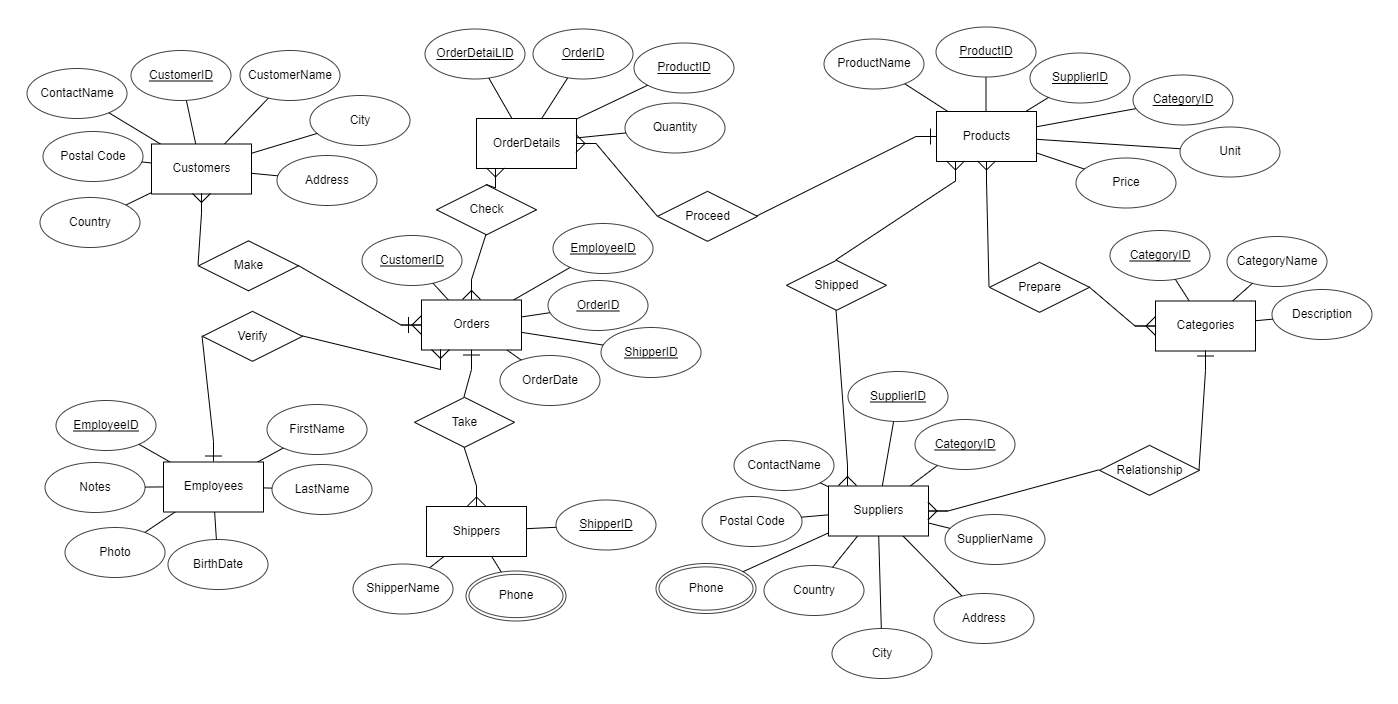 OrderDetaiLID
OrderID
ProductID
Quantity
OrderDetails
CustomerID
CustomerName
ContactName
City
Postal Code
Customers
Address
Country
ProductName
ProductID
SupplierID
CategoryID
Products
Unit
Price
Check
Proceed
Make
CustomerID
EmployeeID
OrderID
Orders
ShipperID
OrderDate
Verify
Shipped
Prepare
CategoryID
CategoryName
Categories
Description
Take
EmployeeID
FirstName
Notes
Employees
LastName
Photo
BirthDate
Shippers
ShipperID
ShipperName
Phone
SupplierID
CategoryID
ContactName
Relationship
Postal Code
Suppliers
SupplierName
Phone
Country
Address
City